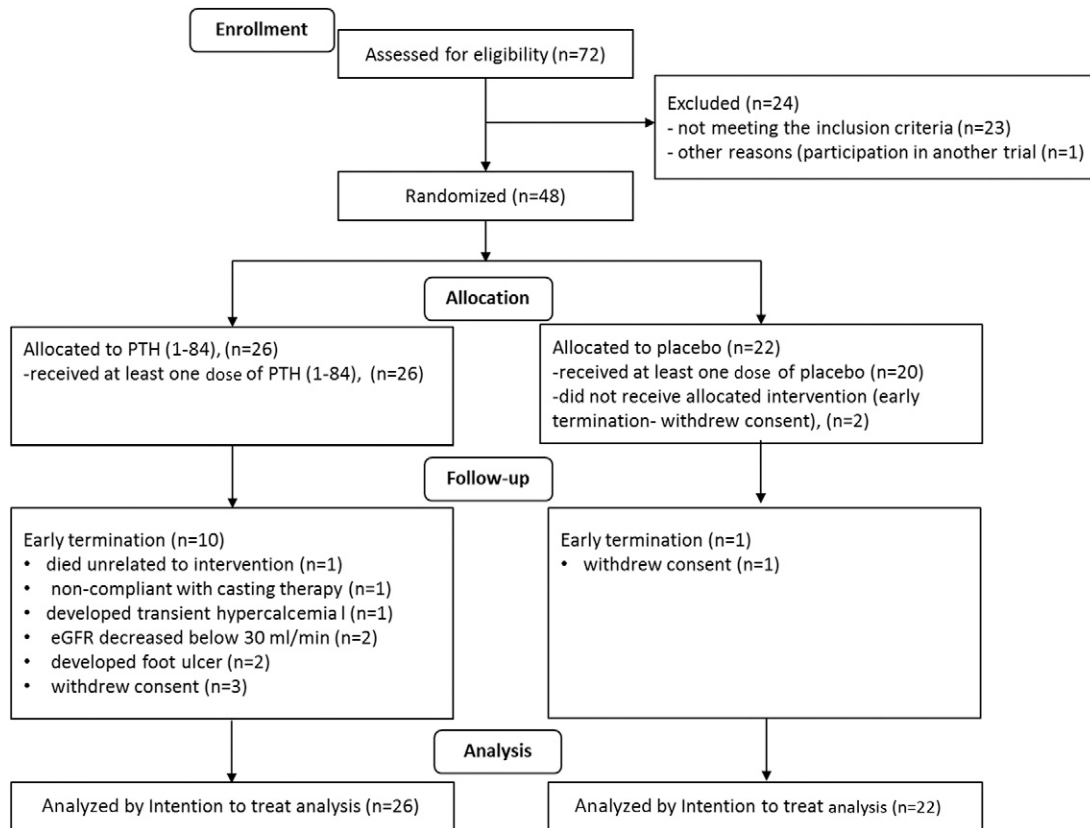 Enrollment
Assessed for eligibility (n=72)
Excluded (n=24)
- not meeting the inclusion criteria (n=23)
- other reasons (participation in another trial (n=1)
Randomized (n=48)
Allocation
Allocated to PTH (1-84), (n=26)
-received at least one dose of PTH (1-84), (n=26)
Allocated to placebo (n=22)
-received at least one dose of placebo (n=20)
-did not receive allocated intervention (early
termination- withdrew consent), (n=2)
Follow-up
Early termination (n=10)
• died unrelated to intervention (n=1)
• non-compliant with casting therapy (n=1)
• developed transient hypercalcemia l (n=1)
• eGFR decreased below 30 ml/min (n=2)
• developed foot ulcer (n=2)
• withdrew consent (n=3)
Early termination (n=1)
• withdrew consent (n=1)
Analysis
Analyzed by Intention to treat analysis (n=26)
Analyzed by Intention to treat analysis (n=22)